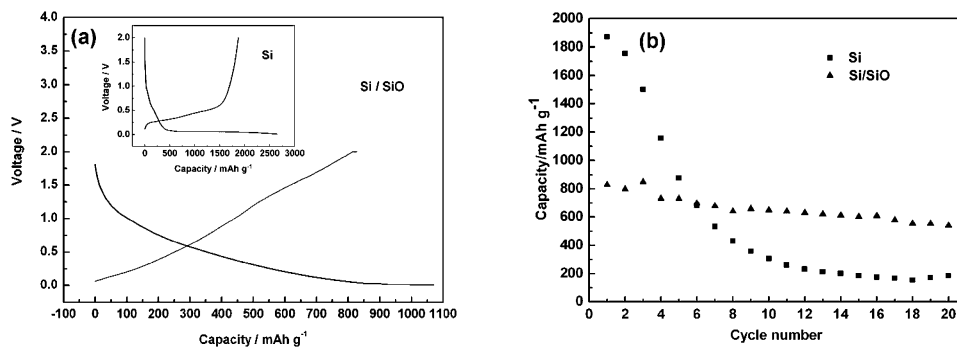 (a)
Si / SiO
Voltage / V
4.0
3.5
3.0
2.5
2.0
1.5
1.0
0.5
0.0
-100 0 100 200 300 400 500 600 700 800 900 1000 1100
Capacity / mAh g-1
Si
Voltage / V
2.0
1.5
1.0
0.5
0.0
0 500 1000 1500 2000 2500 3000
Capacity / mAh g-1
(b)
Si
Si/SiO
Capacity/mAh g-1
2000
1800
1600
1400
1200
1000
800
600
400
200
0
0 2 4 6 8 10 12 14 16 18 20
Cycle number